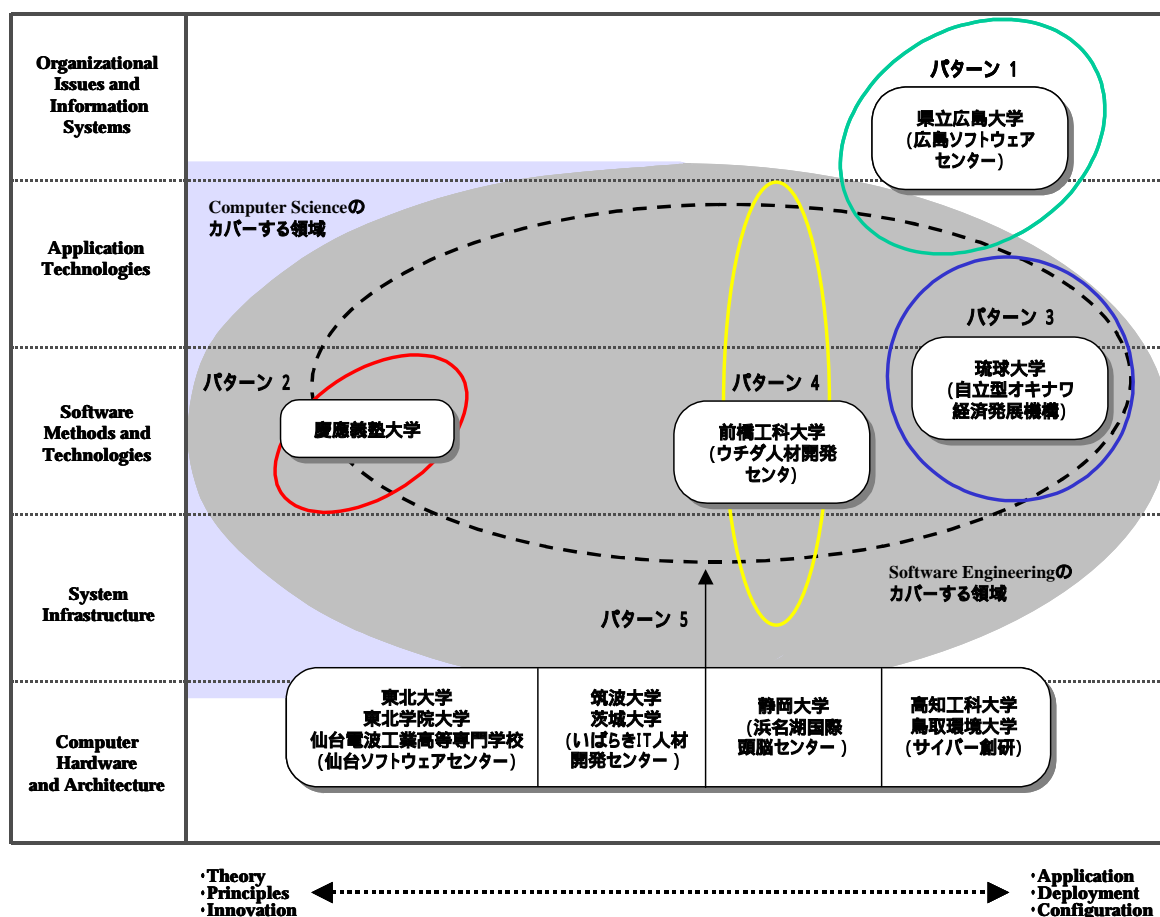 Organizational
Issues and
Information
Systems
パターン 1
県立広島大学
(広島ソフトウェア
センター)
Computer Scienceの
カバーする領域
Application
Technologies
パターン 3
琉球大学
(自立型オキナワ
経済発展機構)
パターン 2
慶應義塾大学
パターン 4
前橋工科大学
(ウチダ人材開発
センタ)
Software
Methods and
Technologies
Software Engineeringの
カバーする領域
System
Infrastructure
パターン 5
東北大学
東北学院大学
仙台電波工業高等専門学校
(仙台ソフトウェアセンター)
筑波大学
茨城大学
(いばらきIT人材
開発センター )
静岡大学
(浜名湖国際
頭脳センター )
高知工科大学
鳥取環境大学
(サイバー創研)
Computer
Hardware
and Architecture
・Theory
・Principles
・Innovation
・Application
・Deployment
・Configuration